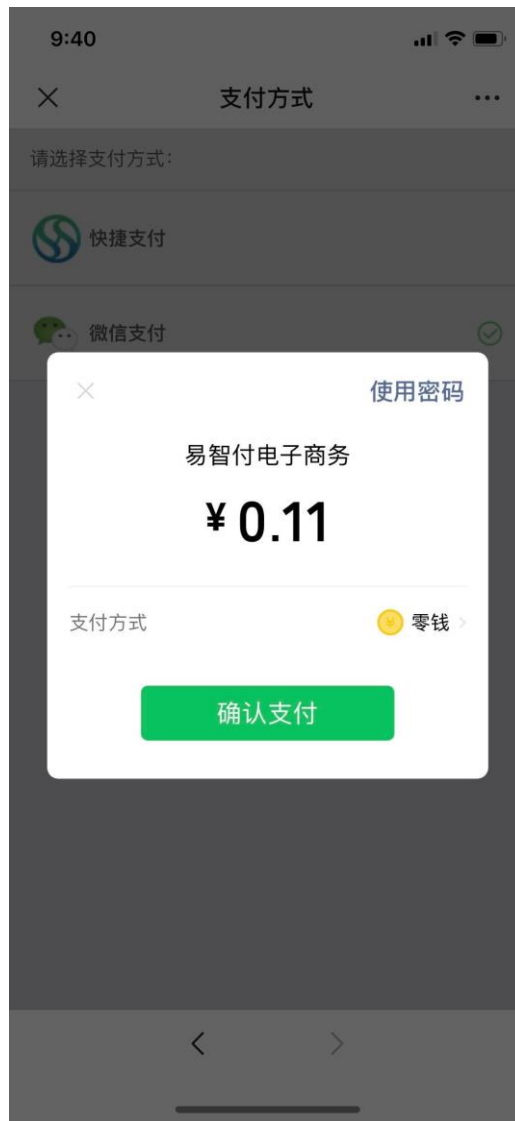 9:40
支付方式
请选择支付方式：
快捷支付
微信支付
使用密码
易智付电子商务
¥ 0.11
支付方式
零钱
确认支付